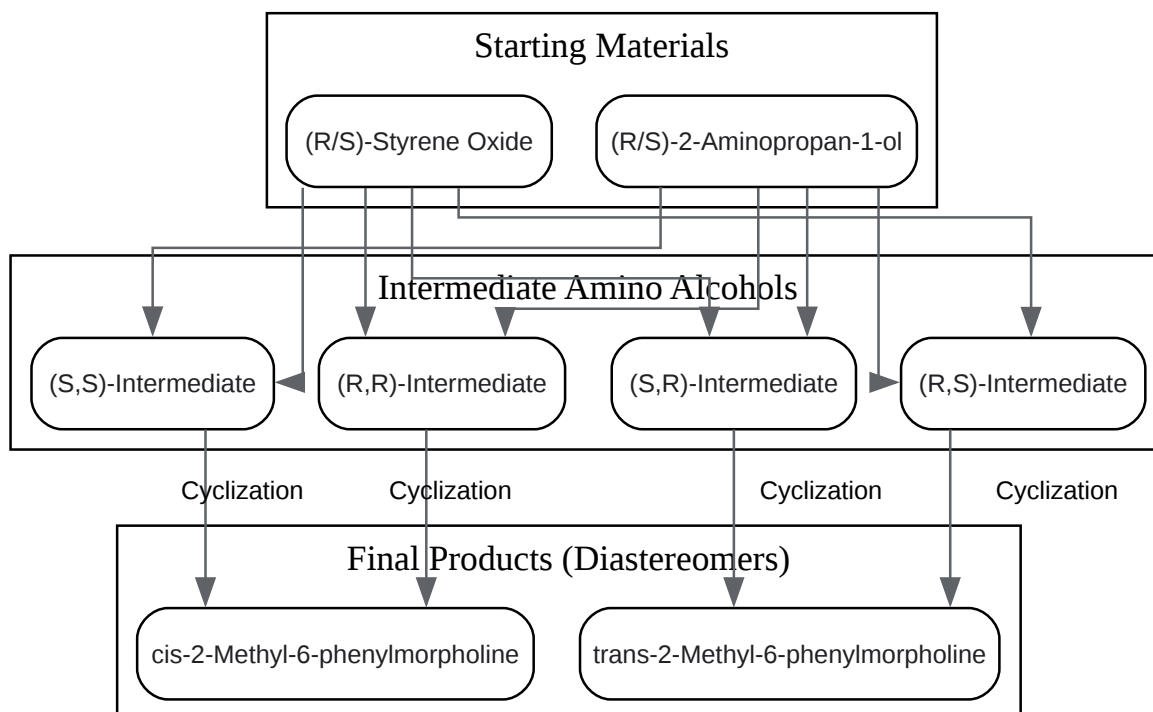 Starting Materials
(R/S)-Styrene Oxide
(R/S)-2-Aminopropan-1-ol
Intermediate Amino Alcohols
(S,S)-Intermediate
(R,R)-Intermediate
(S,R)-Intermediate
(R,S)-Intermediate
Cyclization
Cyclization
Cyclization
Cyclization
Final Products (Diastereomers)
cis-2-Methyl-6-phenylmorpholine
trans-2-Methyl-6-phenylmorpholine